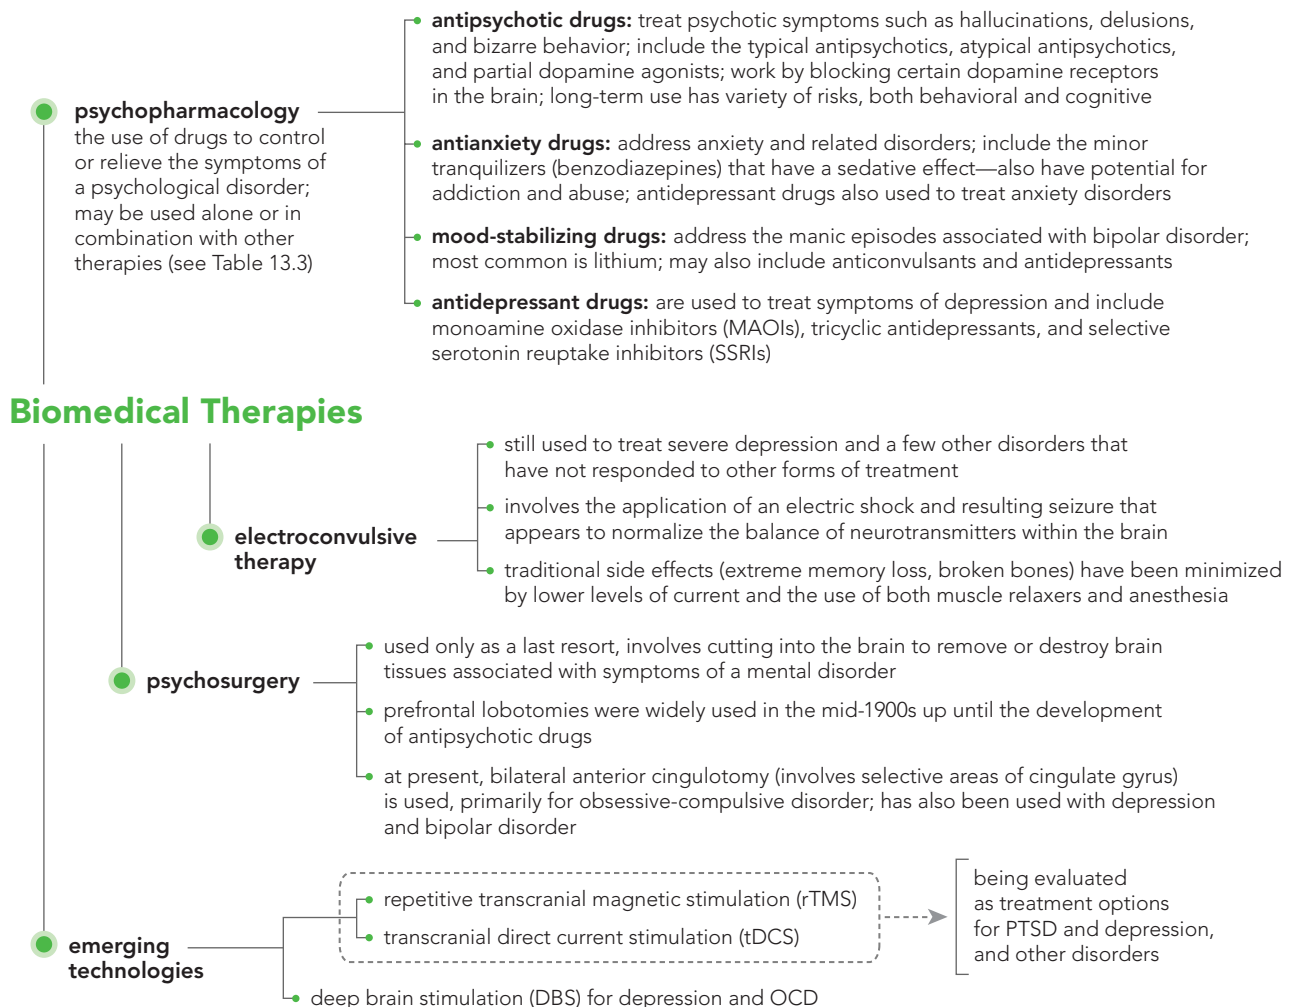 antipsychotic drugs: treat psychotic symptoms such as hallucinations, delusions,
and bizarre behavior; include the typical antipsychotics, atypical antipsychotics,
and partial dopamine agonists; work by blocking certain dopamine receptors
in the brain; long-term use has variety of risks, both behavioral and cognitive
psychopharmacology
the use of drugs to control
or relieve the symptoms of
a psychological disorder;
may be used alone or in
combination with other
therapies (see Table 13.3)
antianxiety drugs: address anxiety and related disorders; include the minor
tranquilizers (benzodiazepines) that have a sedative effect—also have potential for
addiction and abuse; antidepressant drugs also used to treat anxiety disorders
mood-stabilizing drugs: address the manic episodes associated with bipolar disorder;
most common is lithium; may also include anticonvulsants and antidepressants
antidepressant drugs: are used to treat symptoms of depression and include
monoamine oxidase inhibitors (MAOIs), tricyclic antidepressants, and selective
serotonin reuptake inhibitors (SSRIs)
Biomedical Therapies
electroconvulsive
therapy
still used to treat severe depression and a few other disorders that
have not responded to other forms of treatment
involves the application of an electric shock and resulting seizure that
appears to normalize the balance of neurotransmitters within the brain
traditional side effects (extreme memory loss, broken bones) have been minimized
by lower levels of current and the use of both muscle relaxers and anesthesia
psychosurgery
used only as a last resort, involves cutting into the brain to remove or destroy brain
tissues associated with symptoms of a mental disorder
prefrontal lobotomies were widely used in the mid-1900s up until the development
of antipsychotic drugs
at present, bilateral anterior cingulotomy (involves selective areas of cingulate gyrus)
is used, primarily for obsessive-compulsive disorder; has also been used with depression
and bipolar disorder
emerging
technologies
repetitive transcranial magnetic stimulation (rTMS)
transcranial direct current stimulation (tDCS)
being evaluated
as treatment options
for PTSD and depression,
and other disorders
deep brain stimulation (DBS) for depression and OCD